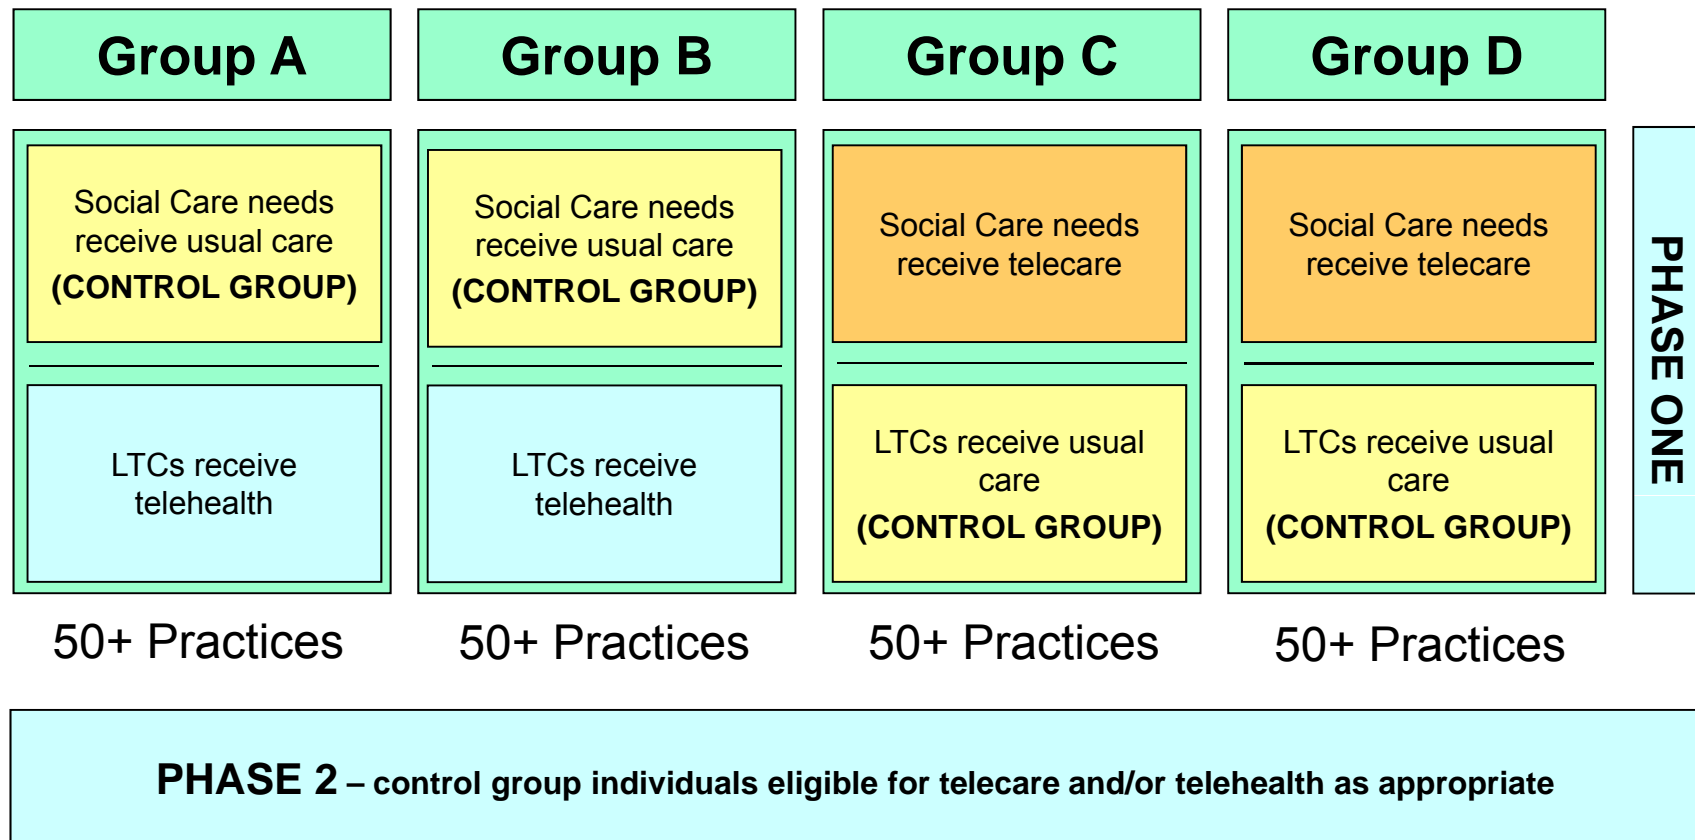 Group A
Group B
Group C
Group D
Social Care needs
receive usual care
(CONTROL GROUP)
Social Care needs
receive usual care
(CONTROL GROUP)
Social Care needs
receive telecare
Social Care needs
receive telecare
LTCs receive
telehealth
LTCs receive
telehealth
LTCs receive usual
care
(CONTROL GROUP)
LTCs receive usual
care
(CONTROL GROUP)
PHASE ONE
50+ Practices
50+ Practices
50+ Practices
50+ Practices
PHASE 2 – control group individuals eligible for telecare and/or telehealth as appropriate